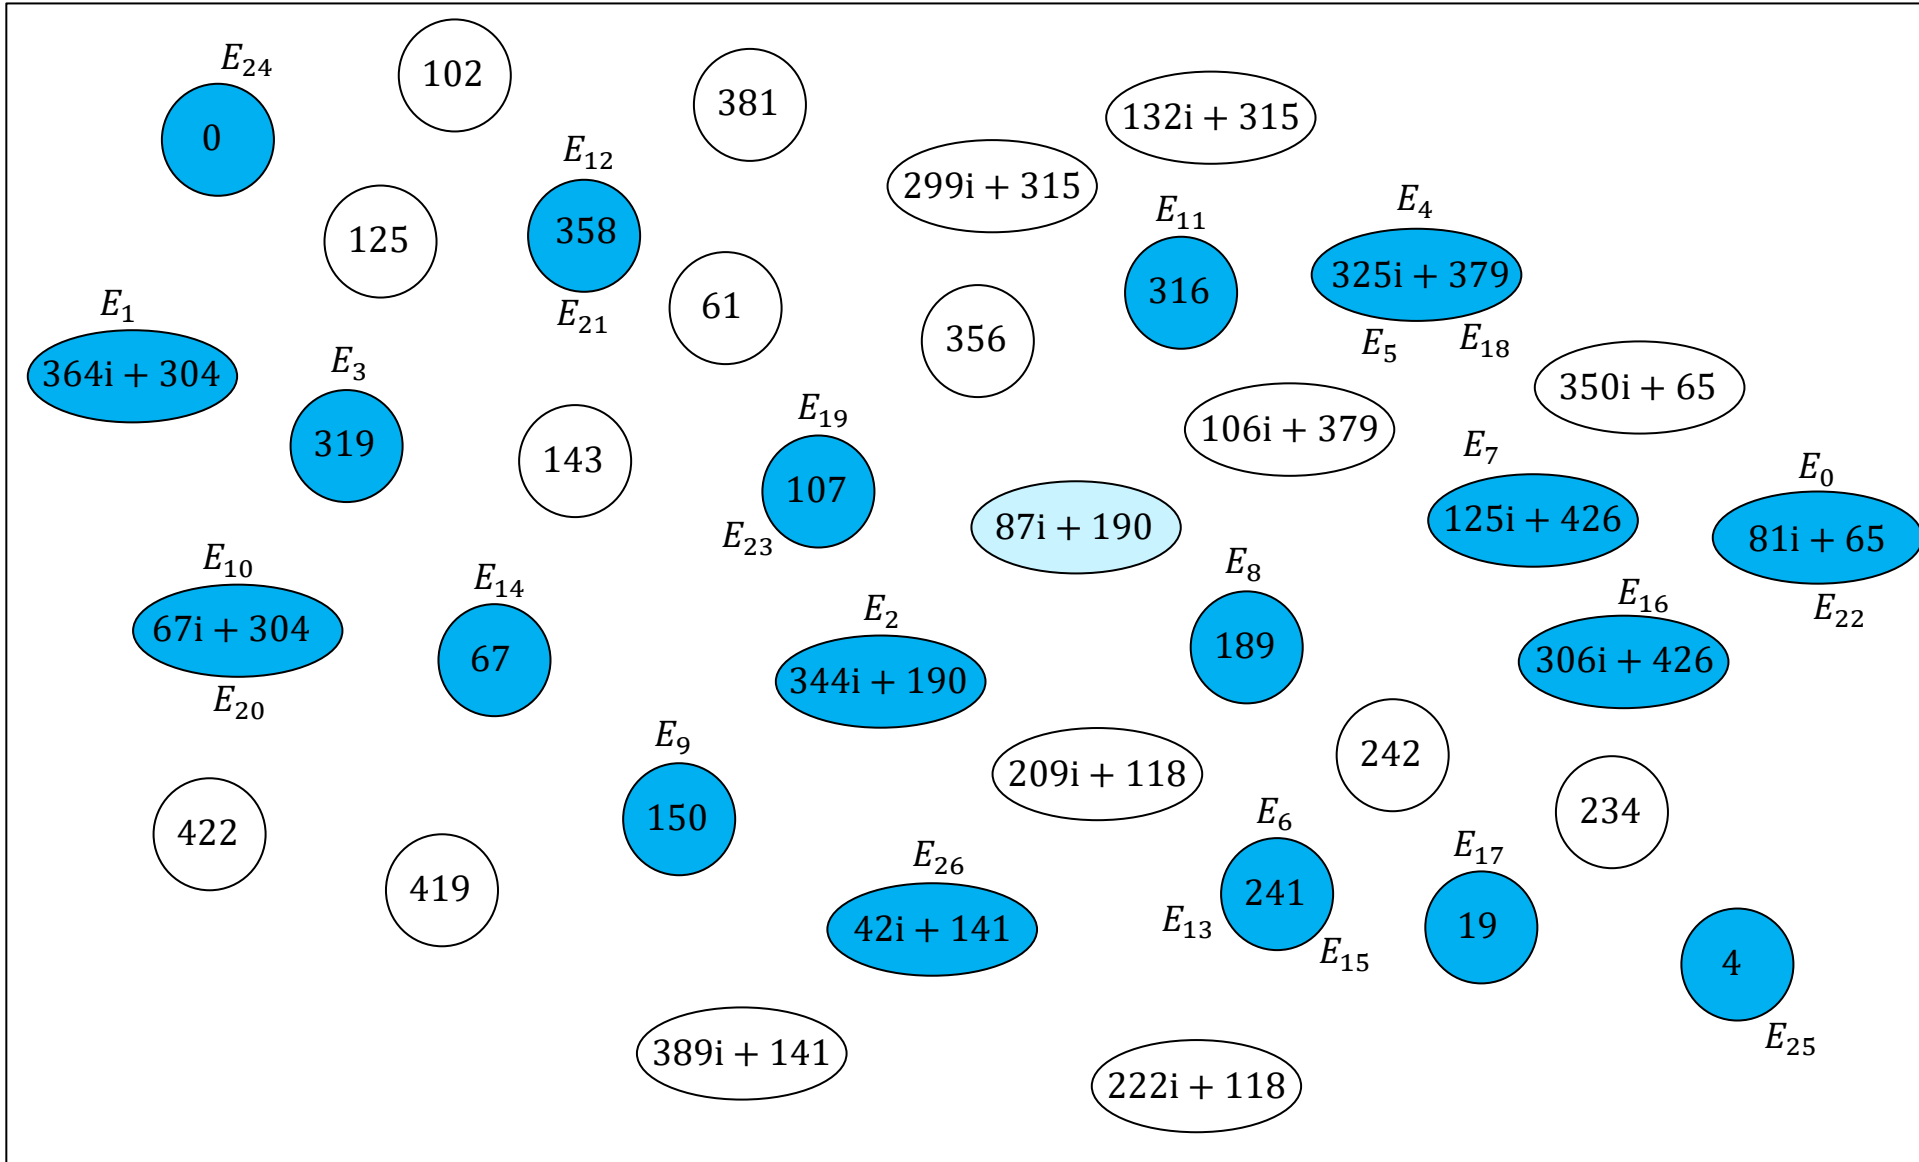 E₂₄
102
381
132i + 315
0
E₁₂
299i + 315
E₁₁
E₄
125
358
316
325i + 379
E₁
E₂₁
61
356
E₅
E₁₈
364i + 304
E₃
350i + 65
319
143
E₁₉
106i + 379
E₇
E₀
107
E₂₃
87i + 190
125i + 426
81i + 65
E₁₀
E₁₄
E₂
E₈
E₁₆
E₂₂
67i + 304
67
344i + 190
189
306i + 426
E₂₀
E₉
242
422
150
209i + 118
E₆
234
419
E₂₆
E₁₇
42i + 141
E₁₃
241
19
E₁₅
4
389i + 141
E₂₅
222i + 118